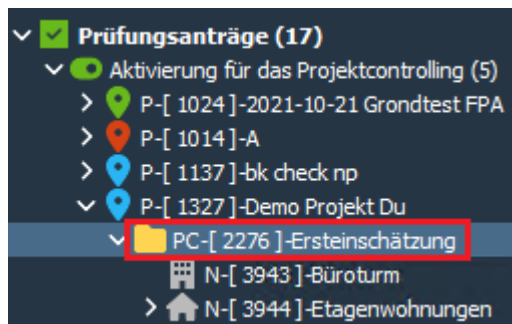 Prüfungsanträge (17)
Aktivierung für das Projektcontrolling (5)
P-[ 1024 ]-2021-10-21 Grondtest FPA
P-[ 1014 ]-A
P-[ 1137 ]-bk check np
P-[ 1327 ]-Demo Projekt Du
PC-[ 2276 ]-Ersteinschätzung
N-[ 3943 ]-Büroturm
N-[ 3944 ]-Etagenwohnungen